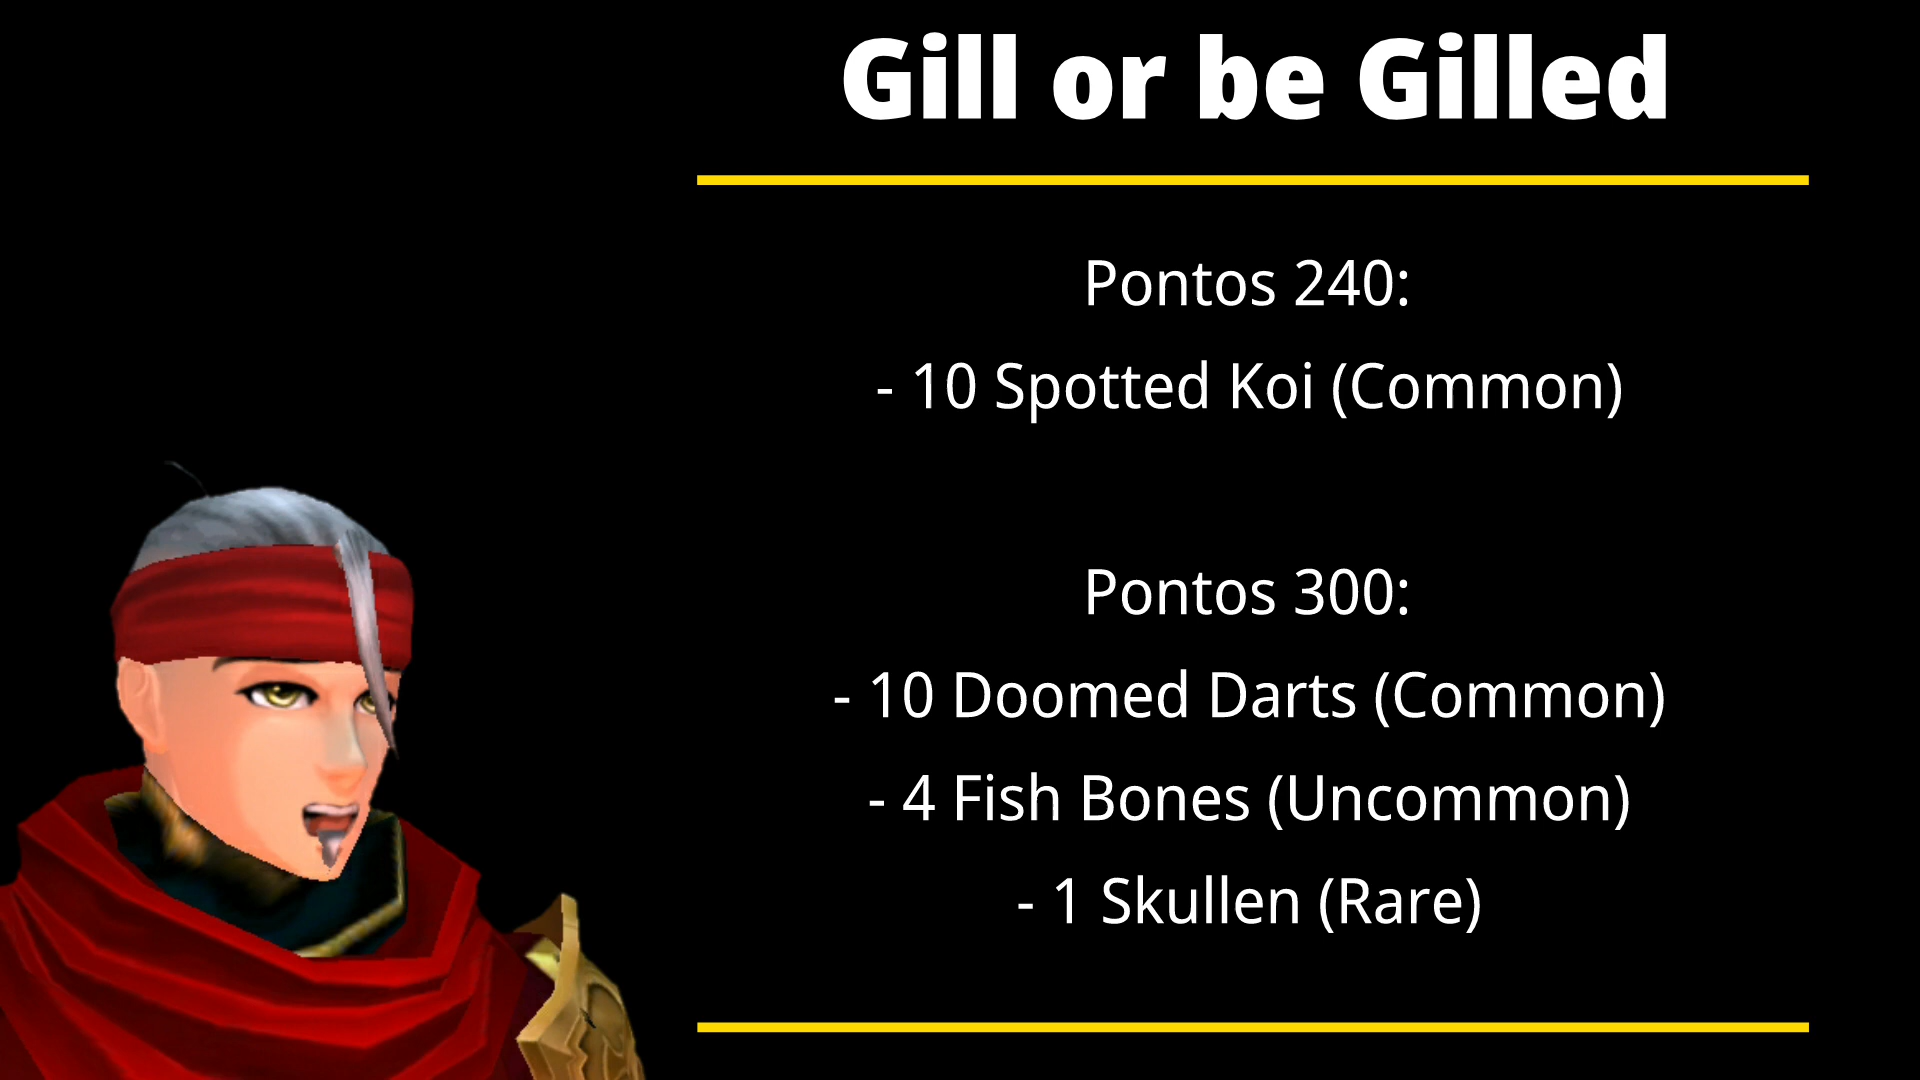 Gill or be Gilled
Pontos 240:
- 10 Spotted Koi (Common)
Pontos 300:
- 10 Doomed Darts (Common)
- 4 Fish Bones (Uncommon)
- 1 Skullen (Rare)